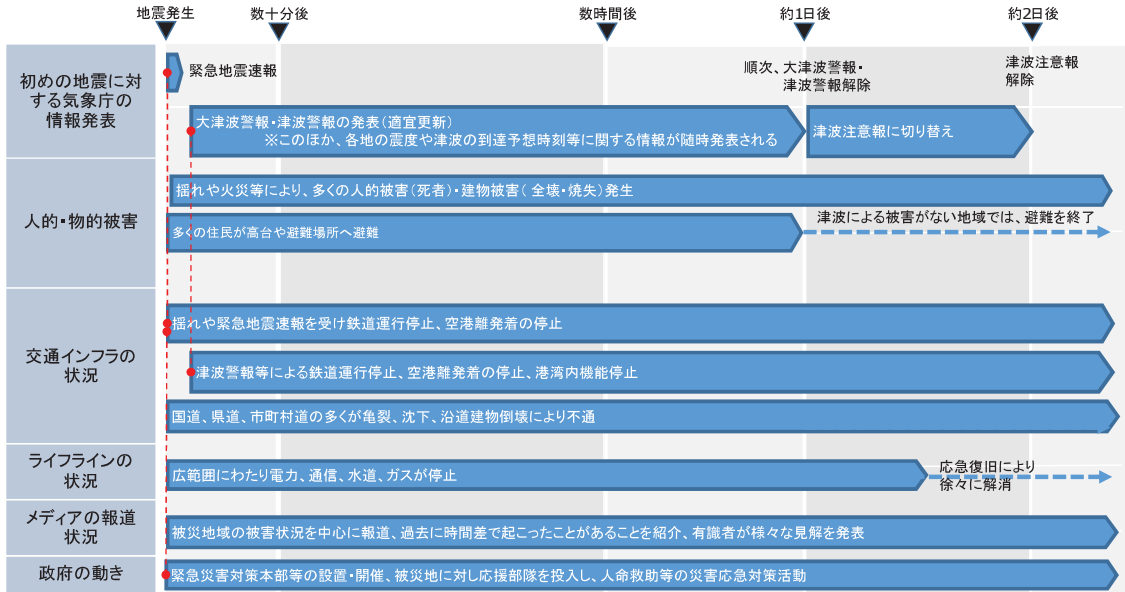 地震発生
数十分後
数時間後
約1日後
約2日後
初めの地震に対
する気象庁の
情報発表
緊急地震速報
順次、大津波警報・
津波警報解除
津波注意報
解除
大津波警報・津波警報の発表(適宜更新)
※このほか、各地の震度や津波の到達予想時刻等に関する情報が随時発表される
津波注意報に切り替え
人的・物的被害
揺れや火災等により、多くの人的被害(死者)・建物被害( 全壊・焼失)発生
多くの住民が高台や避難場所へ避難
津波による被害がない地域では、避難を終了
交通インフラの
状況
揺れや緊急地震速報を受け鉄道運行停止、空港離発着の停止
津波警報等による鉄道運行停止、空港離発着の停止、港湾内機能停止
国道、県道、市町村道の多くが亀裂、沈下、沿道建物倒壊により不通
ライフラインの
状況
広範囲にわたり電力、通信、水道、ガスが停止
応急復旧により
徐々に解消
メディアの報道
状況
被災地域の被害状況を中心に報道、過去に時間差で起こったことがあることを紹介、有識者が様々な見解を発表
政府の動き
緊急災害対策本部等の設置・開催、被災地に対し応援部隊を投入し、人命救助等の災害応急対策活動